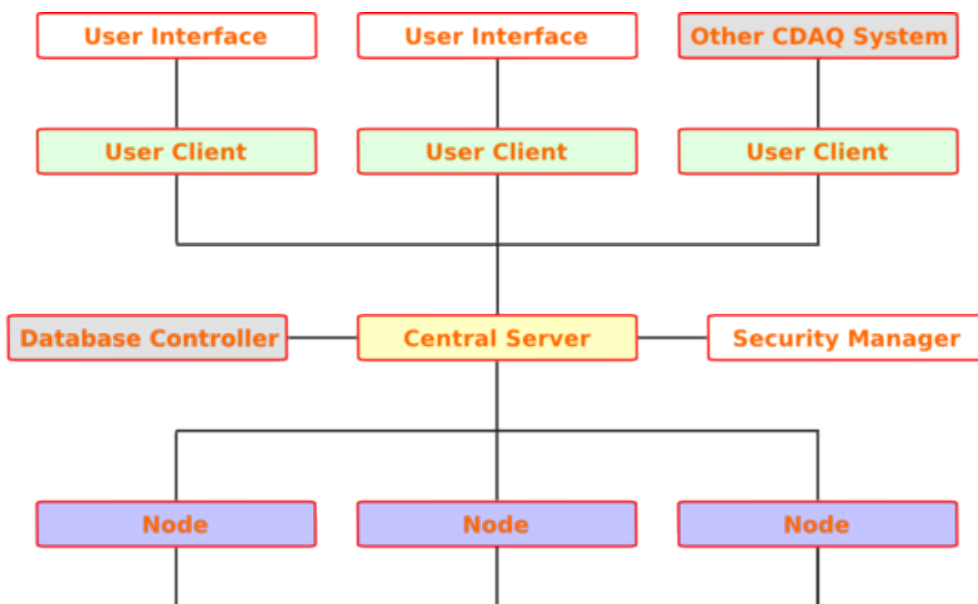 User Interface
User Interface
Other CDAQ System
User Client
User Client
User Client
Database Controller
Central Server
Security Manager
Node
Node
Node